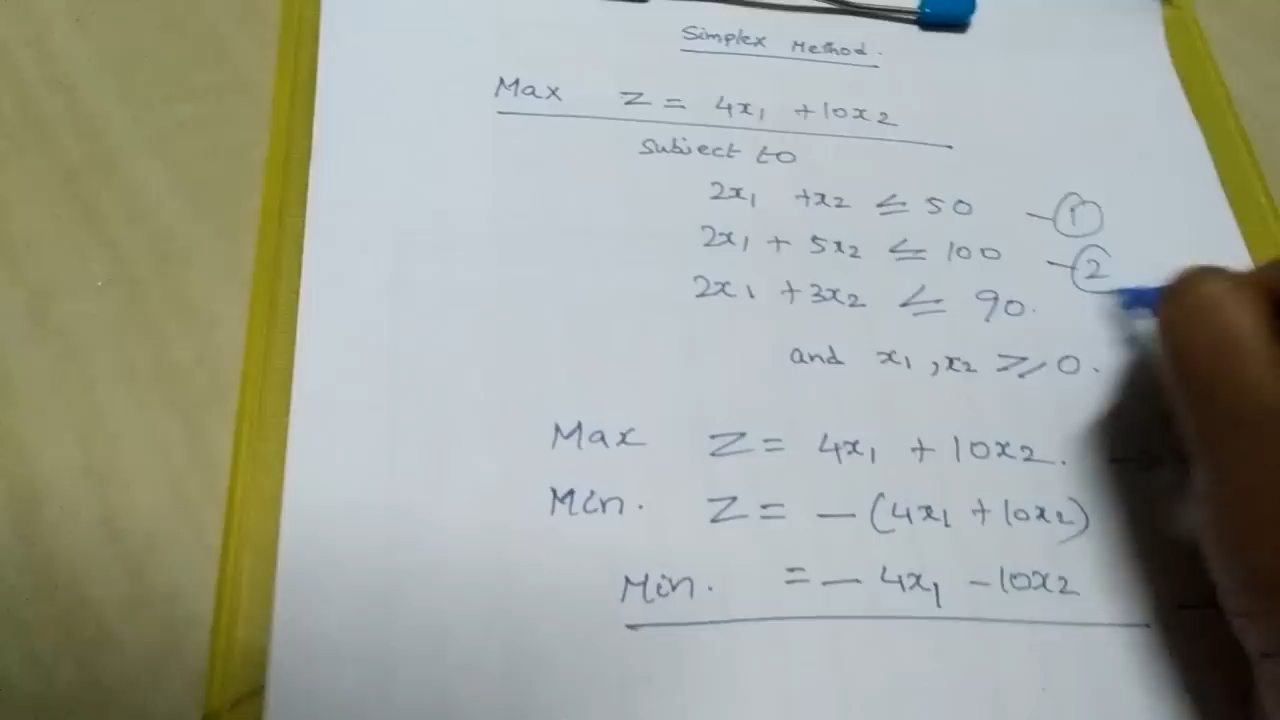 Simplex Method.
Max Z = 4x1 + 10x2
Subject to
2x1 + x2 ≤ 50 - 1
2x1 + 5x2 ≤ 100 - 2
2x1 + 3x2 ≤ 90.
and x1, x2 ≥ 0.
Max Z = 4x1 + 10x2.
Min. Z = - (4x1 + 10x2)
Min. = - 4x1 - 10x2